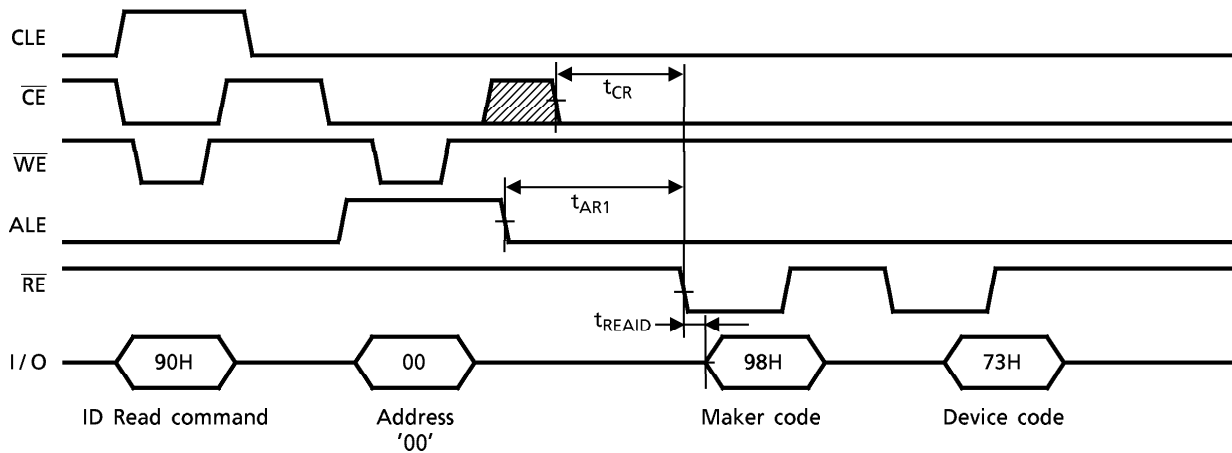 CLE
CE
tCR
WE
tAR1
ALE
RE
tREAID
I/O 90H 00 98H 73H
ID Read command Address Maker code Device code
'00'